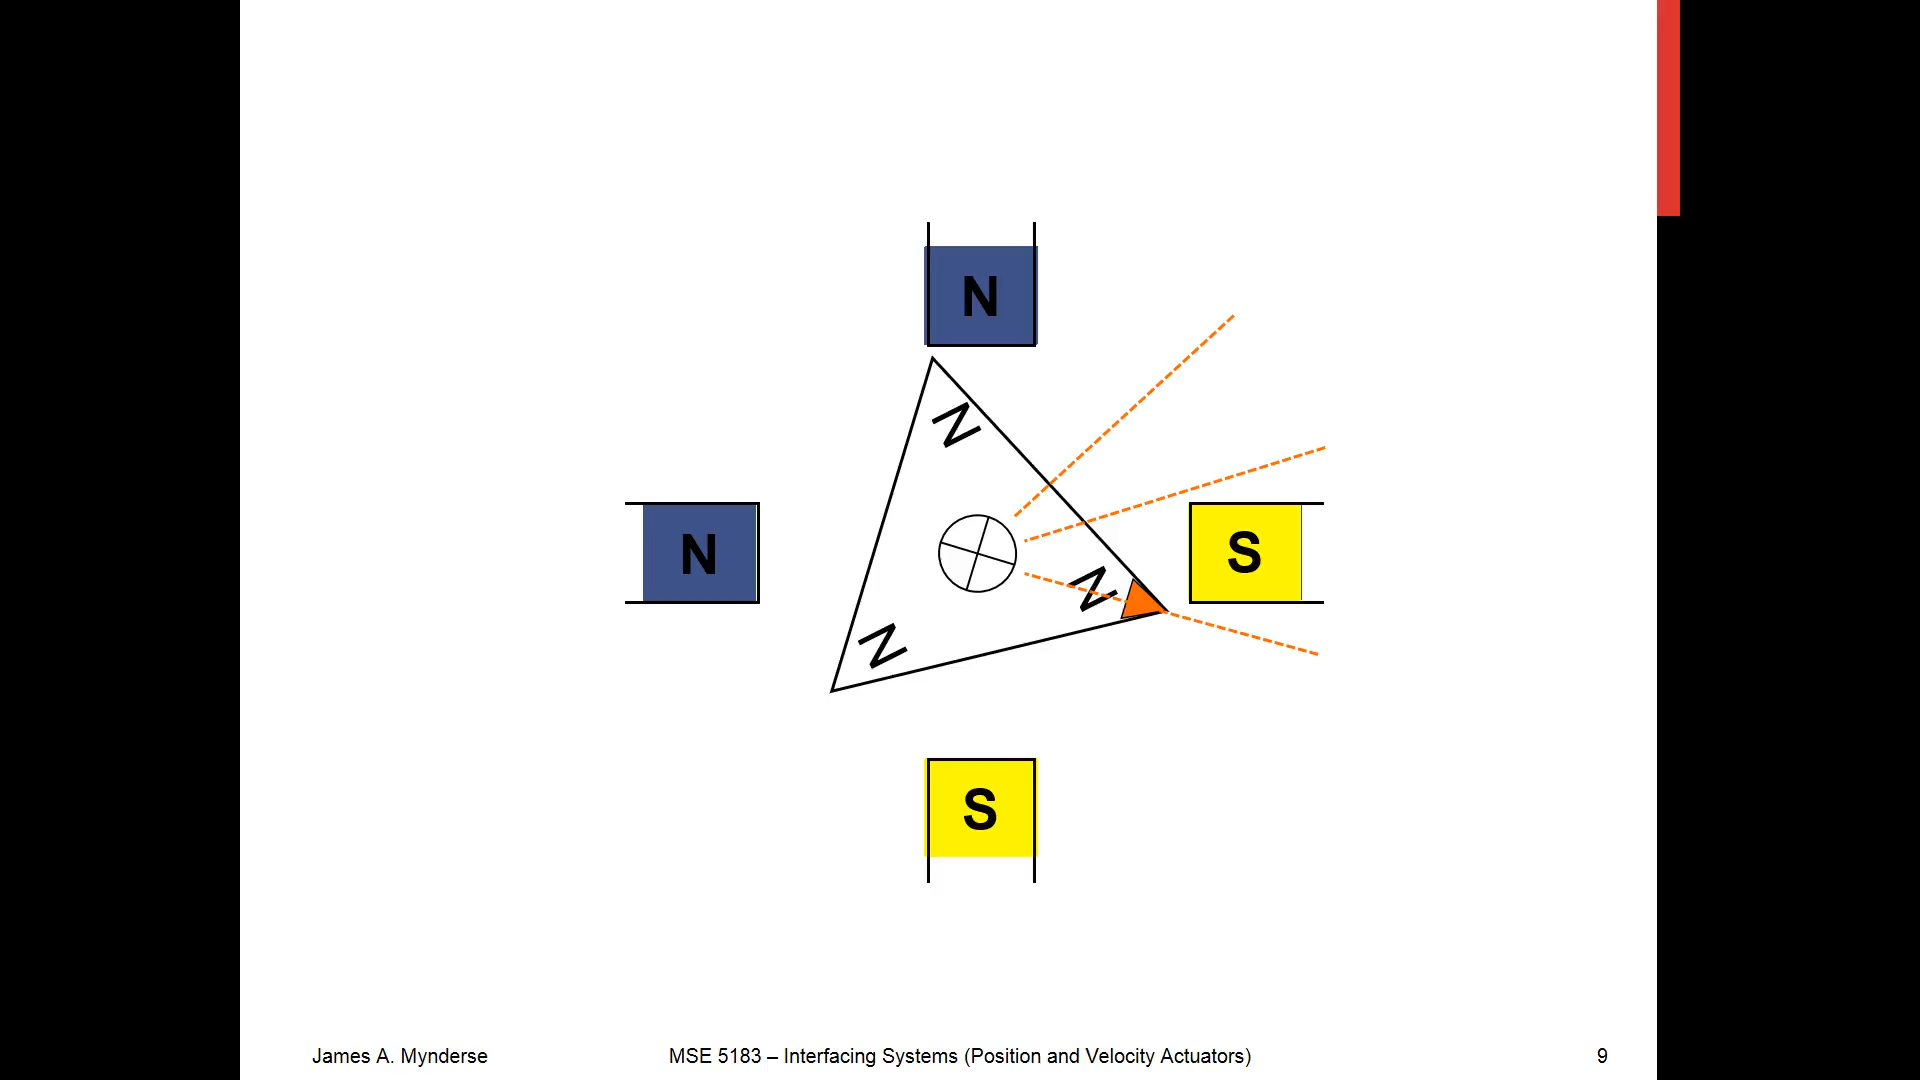 N
N
N
S
N
N
S
James A. Mynderse
MSE 5183 – Interfacing Systems (Position and Velocity Actuators)
9